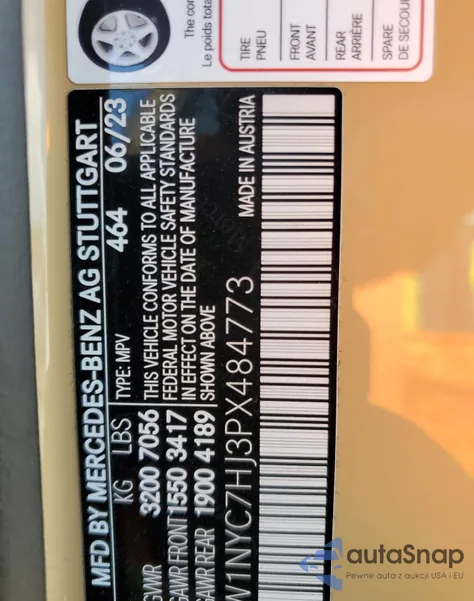 The con
Le poids tota
TIRE
PNEU
FRONT
AVANT
REAR
ARRIÈRE
SPARE
DE SECOU
MFD BY MERCEDES-BENZ AG STUTTGART
KG LBS TYPE: MPV 464 06/23
GVWR 3200 7056 THIS VEHICLE CONFORMS TO ALL APPLICABLE
FEDERAL MOTOR VEHICLE SAFETY STANDARDS
GAWR FRONT 1550 3417 IN EFFECT ON THE DATE OF MANUFACTURE
GAWR REAR 1900 4189 SHOWN ABOVE
W1NYC7HJ3PX484773 MADE IN AUSTRIA
autaSnap
Pewne auta z aukcji USA i EU